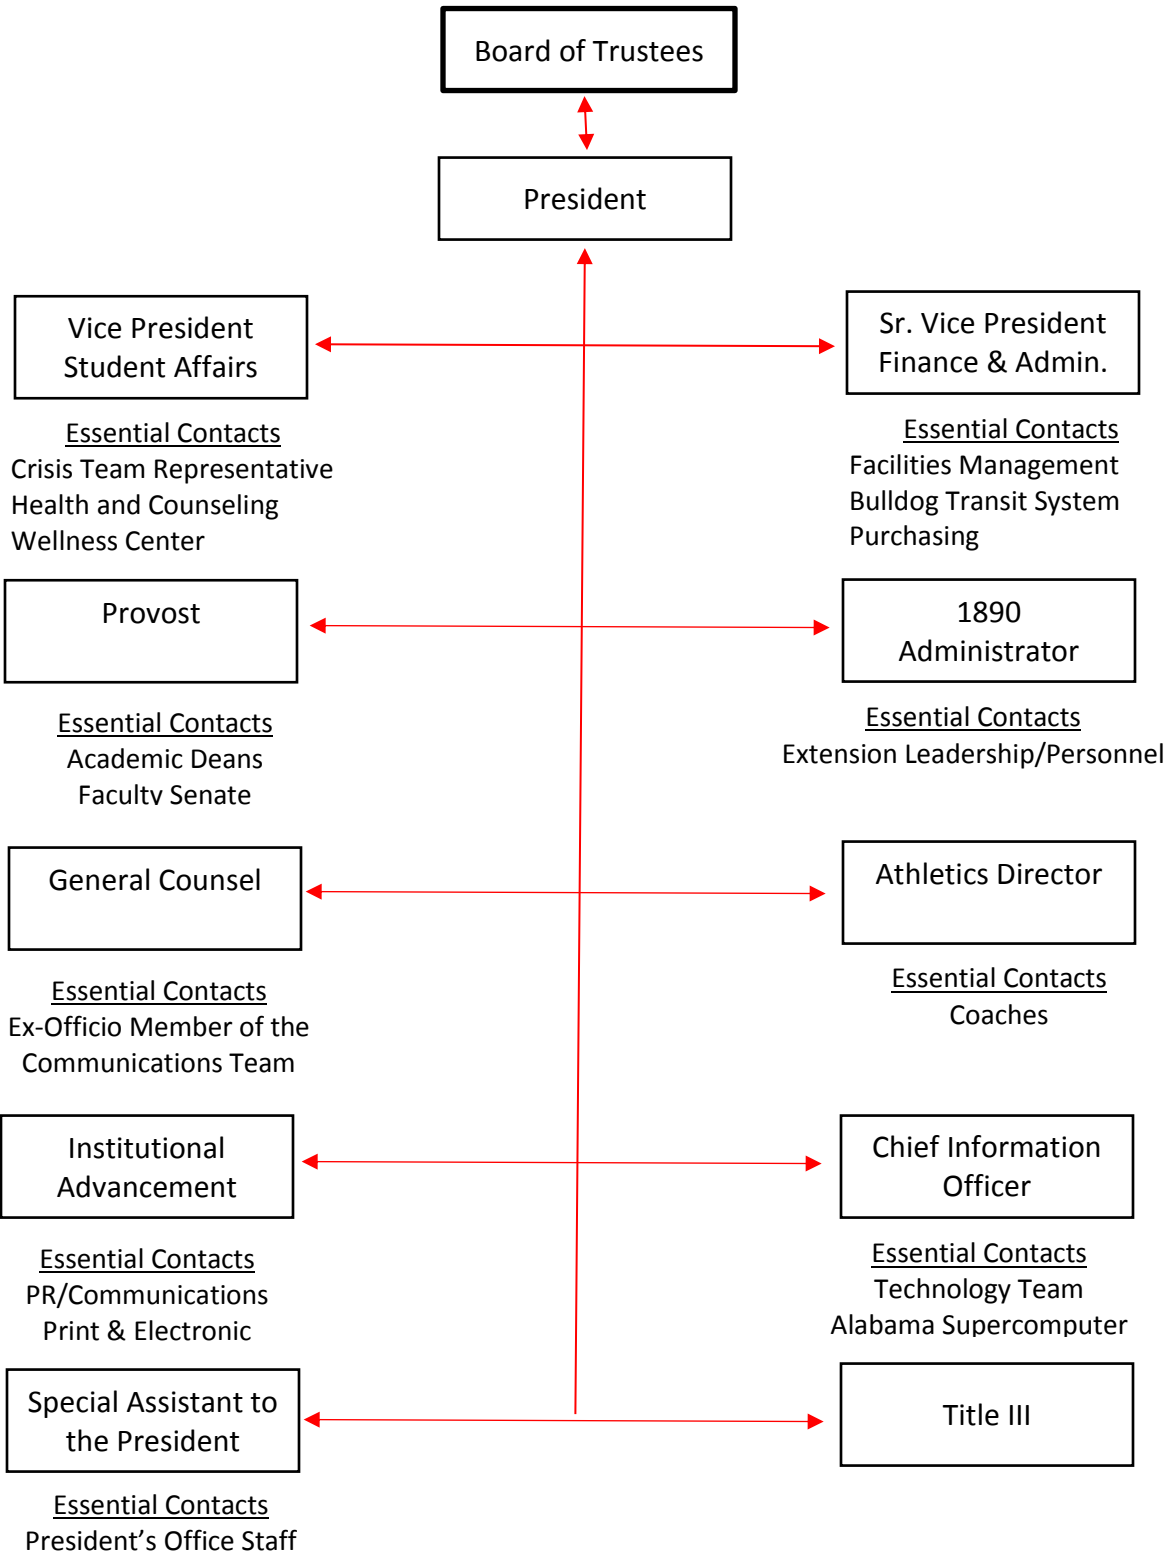 Board of Trustees
President
Vice President
Student Affairs
Essential Contacts
Crisis Team Representative
Health and Counseling
Wellness Center
Sr. Vice President
Finance & Admin.
Essential Contacts
Facilities Management
Bulldog Transit System
Purchasing
Provost
Essential Contacts
Academic Deans
Faculty Senate
1890
Administrator
Essential Contacts
Extension Leadership/Personnel
General Counsel
Essential Contacts
Ex-Officio Member of the
Communications Team
Athletics Director
Essential Contacts
Coaches
Institutional
Advancement
Essential Contacts
PR/Communications
Print & Electronic
Chief Information
Officer
Essential Contacts
Technology Team
Alabama Supercomputer
Special Assistant to
the President
Essential Contacts
President’s Office Staff
Title III